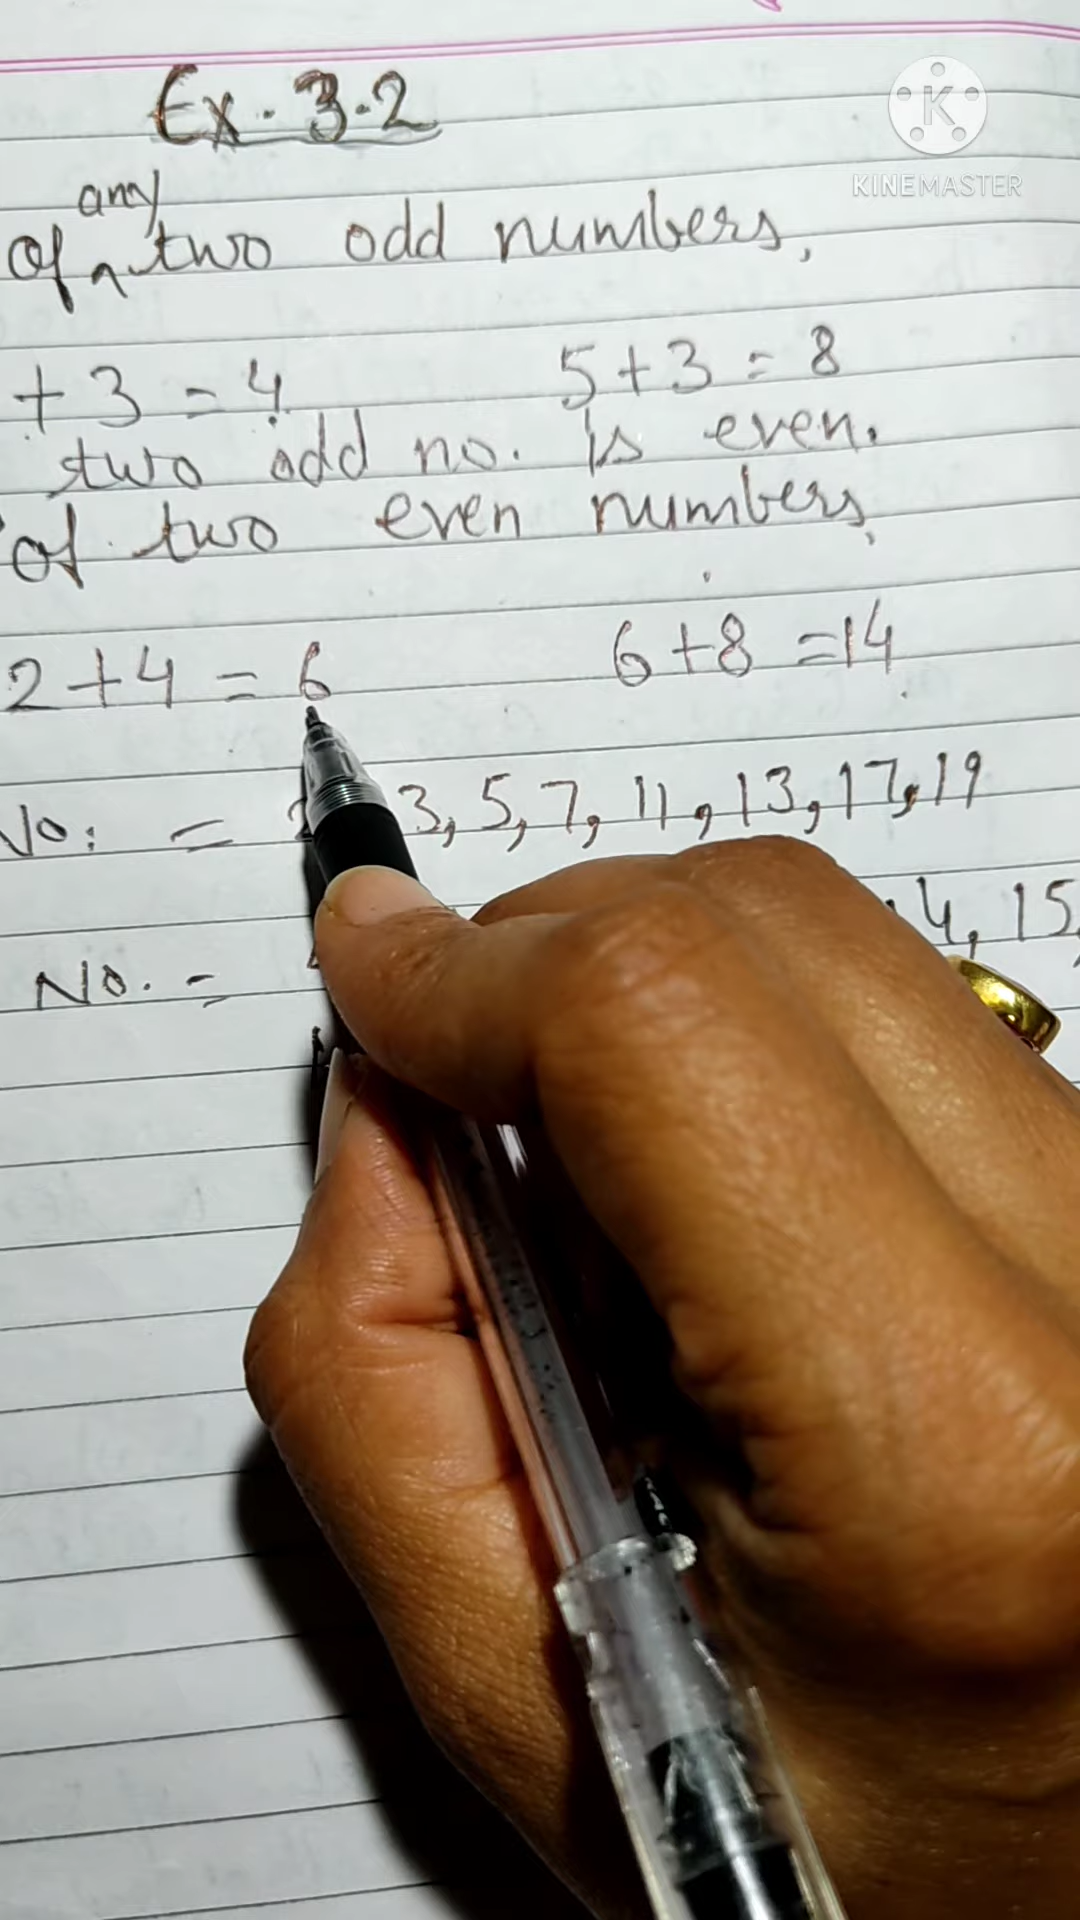 Ex. 3.2
K
KINEMASTER
any
of ^ two odd numbers,
+ 3 = 4 5 + 3 = 8
two odd no. is even.
of two even numbers,
2 + 4 = 6 6 + 8 = 14
No: = 3, 5, 7, 11, 13, 17, 19
4, 15,
No. =